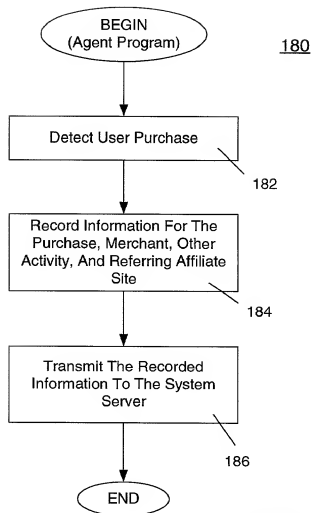 BEGIN
(Agent Program)
180
Detect User Purchase
182
Record Information For The
Purchase, Merchant, Other
Activity, And Referring Affiliate
Site
184
Transmit The Recorded
Information To The System
Server
186
END